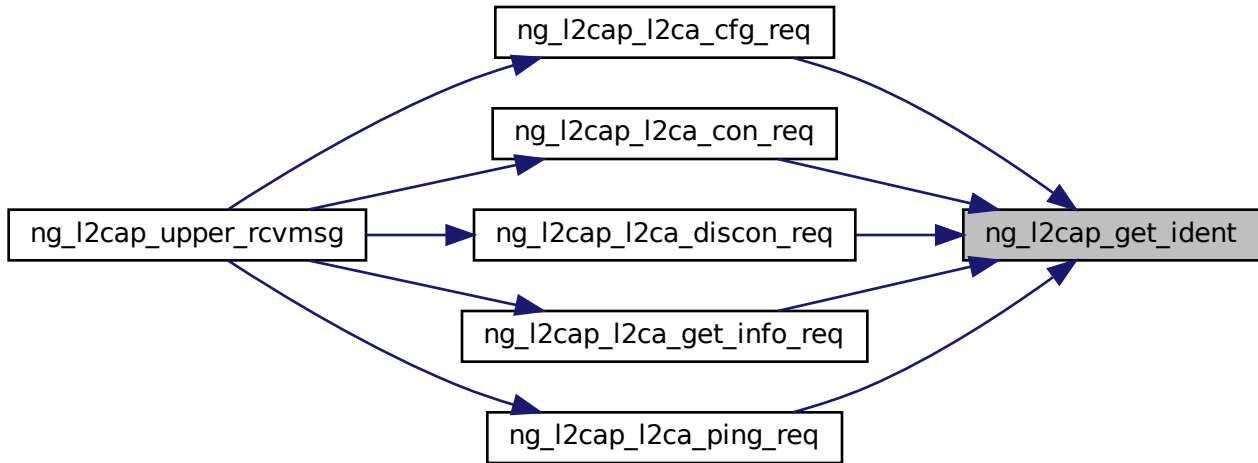 ng_l2cap_l2ca_cfg_req
ng_l2cap_l2ca_con_req
ng_l2cap_upper_rcvmsg
ng_l2cap_l2ca_discon_req
ng_l2cap_get_ident
ng_l2cap_l2ca_get_info_req
ng_l2cap_l2ca_ping_req